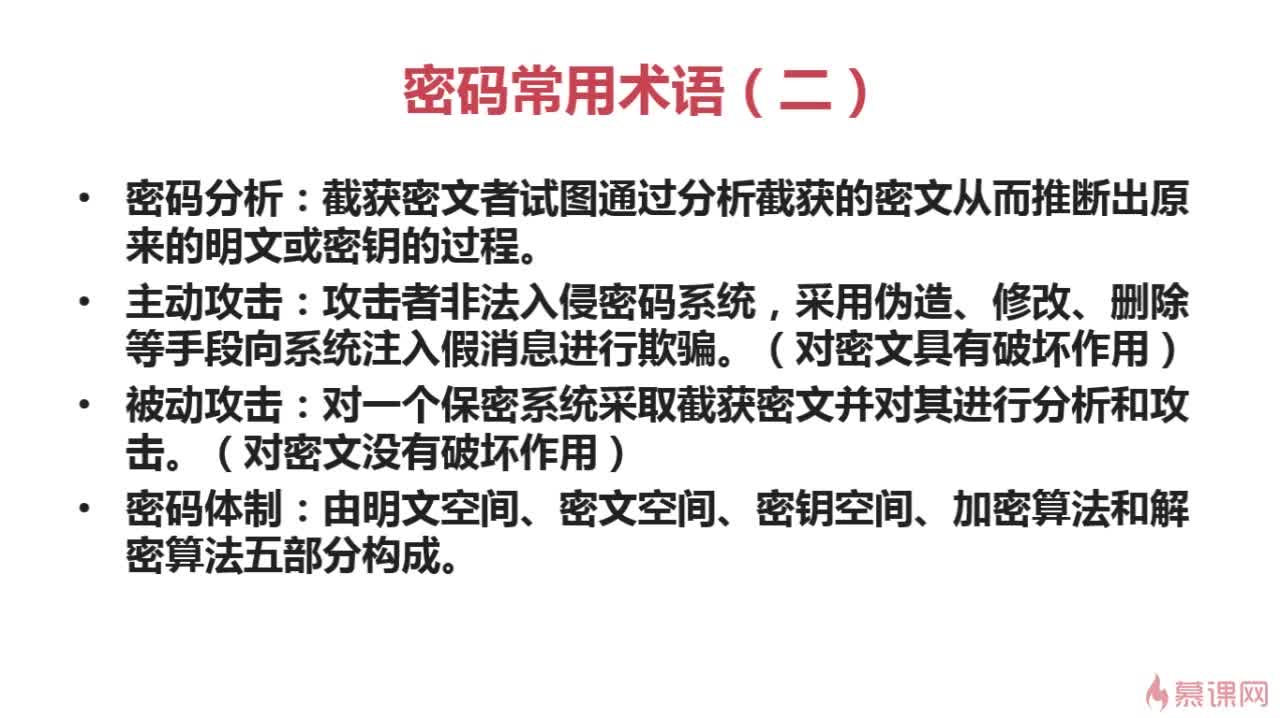 密码常用术语（二）
• 密码分析：截获密文者试图通过分析截获的密文从而推断出原
来的明文或密钥的过程。
• 主动攻击：攻击者非法入侵密码系统，采用伪造、修改、删除
等手段向系统注入假消息进行欺骗。（对密文具有破坏作用）
• 被动攻击：对一个保密系统采取截获密文并对其进行分析和攻
击。（对密文没有破坏作用）
• 密码体制：由明文空间、密文空间、密钥空间、加密算法和解
密算法五部分构成。
慕课网